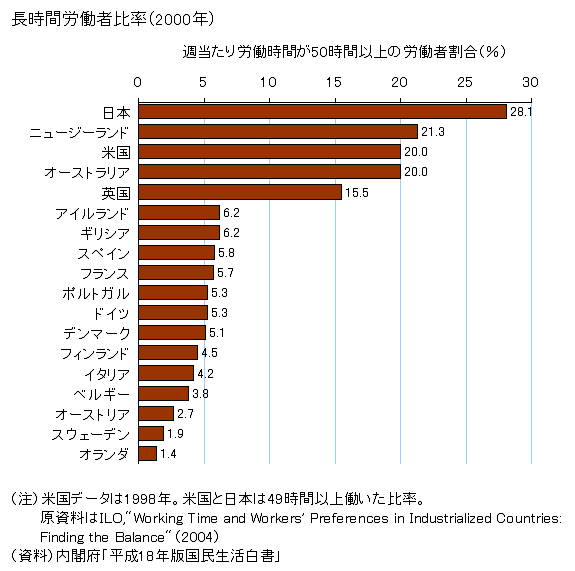 長時間労働者比率(2000年)
週当たり労働時間が50時間以上の労働者割合(%)
0 5 10 15 20 25 30
日本 28.1
ニュージーランド 21.3
米国 20.0
オーストラリア 20.0
英国 15.5
アイルランド 6.2
ギリシア 6.2
スペイン 5.8
フランス 5.7
ポルトガル 5.3
ドイツ 5.3
デンマーク 5.1
フィンランド 4.5
イタリア 4.2
ベルギー 3.8
オーストリア 2.7
スウェーデン 1.9
オランダ 1.4
(注)米国データは1998年。米国と日本は49時間以上働いた比率。
原資料はILO,"Working Time and Workers' Preferences in Industrialized Countries:
Finding the Balance" (2004)
(資料)内閣府「平成18年版国民生活白書」